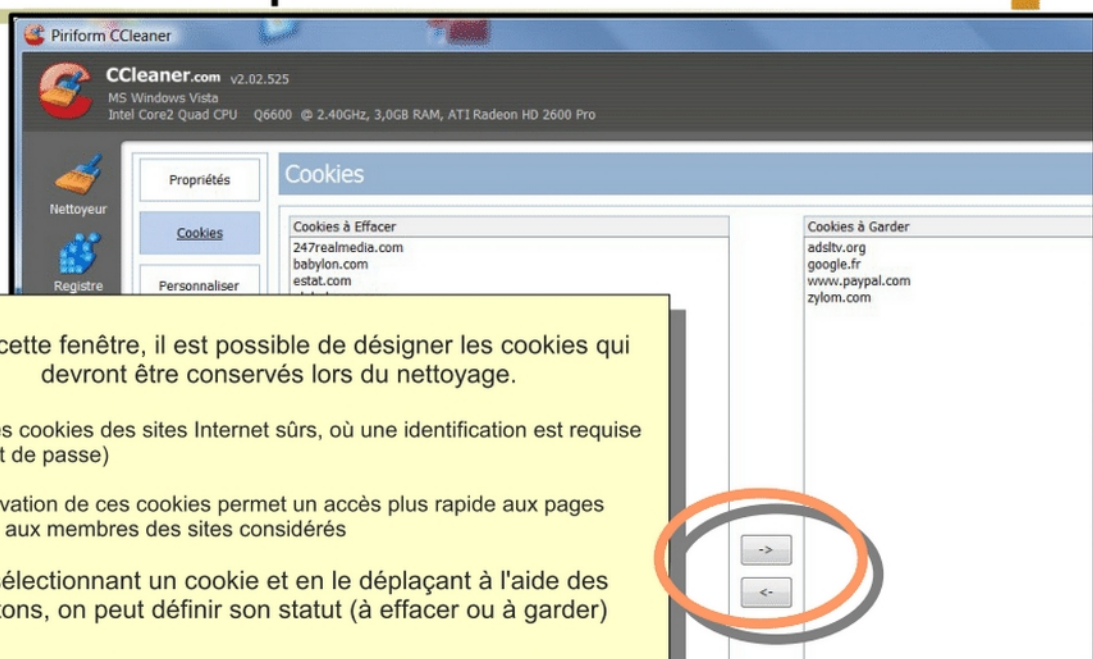 Piriform CCleaner
CCleaner.com v2.02.525
MS Windows Vista
Intel Core2 Quad CPU Q6600 @ 2.40GHz, 3,0GB RAM, ATI Radeon HD 2600 Pro
Nettoyeur
Registre
Propriétés
Cookies
Personnaliser
Cookies
Cookies à Effacer
247realmedia.com
babylon.com
estat.com
Cookies à Garder
adsltv.org
google.fr
www.paypal.com
zylom.com
->
<-
cette fenêtre, il est possible de désigner les cookies qui
devront être conservés lors du nettoyage.
cookies des sites Internet sûrs, où une identification est requise
de passe)
de ces cookies permet un accès plus rapide aux pages
aux membres des sites considérés
un cookie et en le déplaçant à l'aide des
on peut définir son statut (à effacer ou à garder)